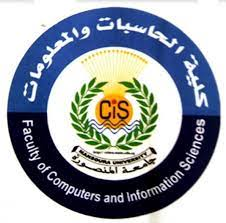 كلية الحاسبات والمعلومات
CiS
MANSOURA UNIVERSITY
جامعة المنصورة
Faculty of Computers and Information Sciences